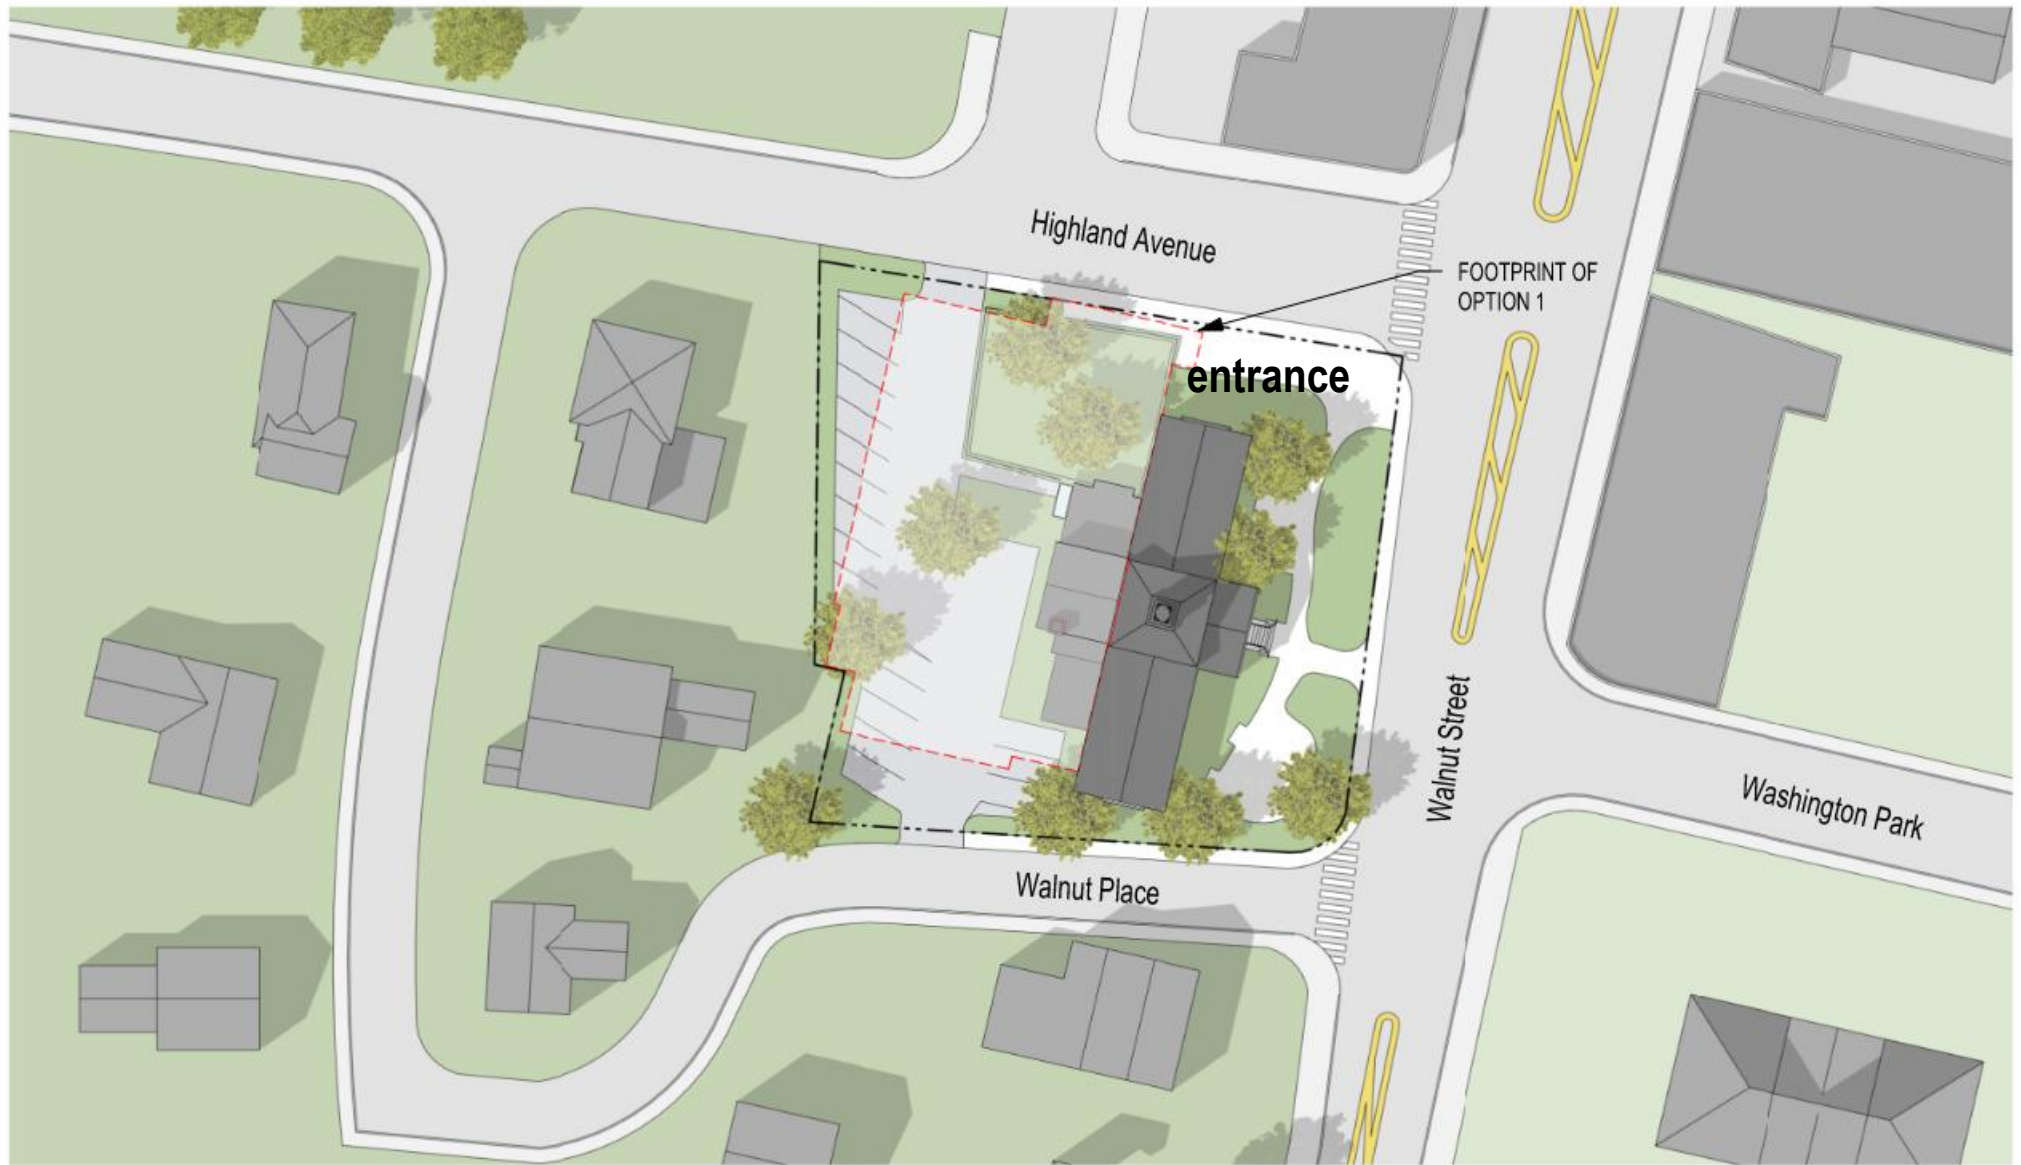 Highland Avenue
FOOTPRINT OF
OPTION 1
entrance
Walnut Street
Washington Park
Walnut Place